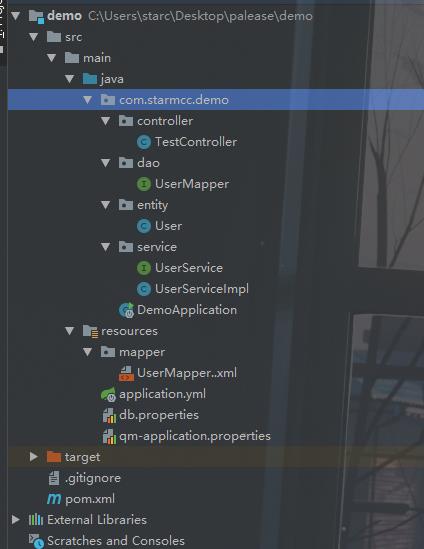 demo C:\Users\starc\Desktop\palease\demo
src
main
java
com.starmcc.demo
controller
TestController
dao
UserMapper
entity
User
service
UserService
UserServiceImpl
DemoApplication
resources
mapper
UserMapper..xml
application.yml
db.properties
qm-application.properties
target
.gitignore
pom.xml
External Libraries
Scratches and Consoles